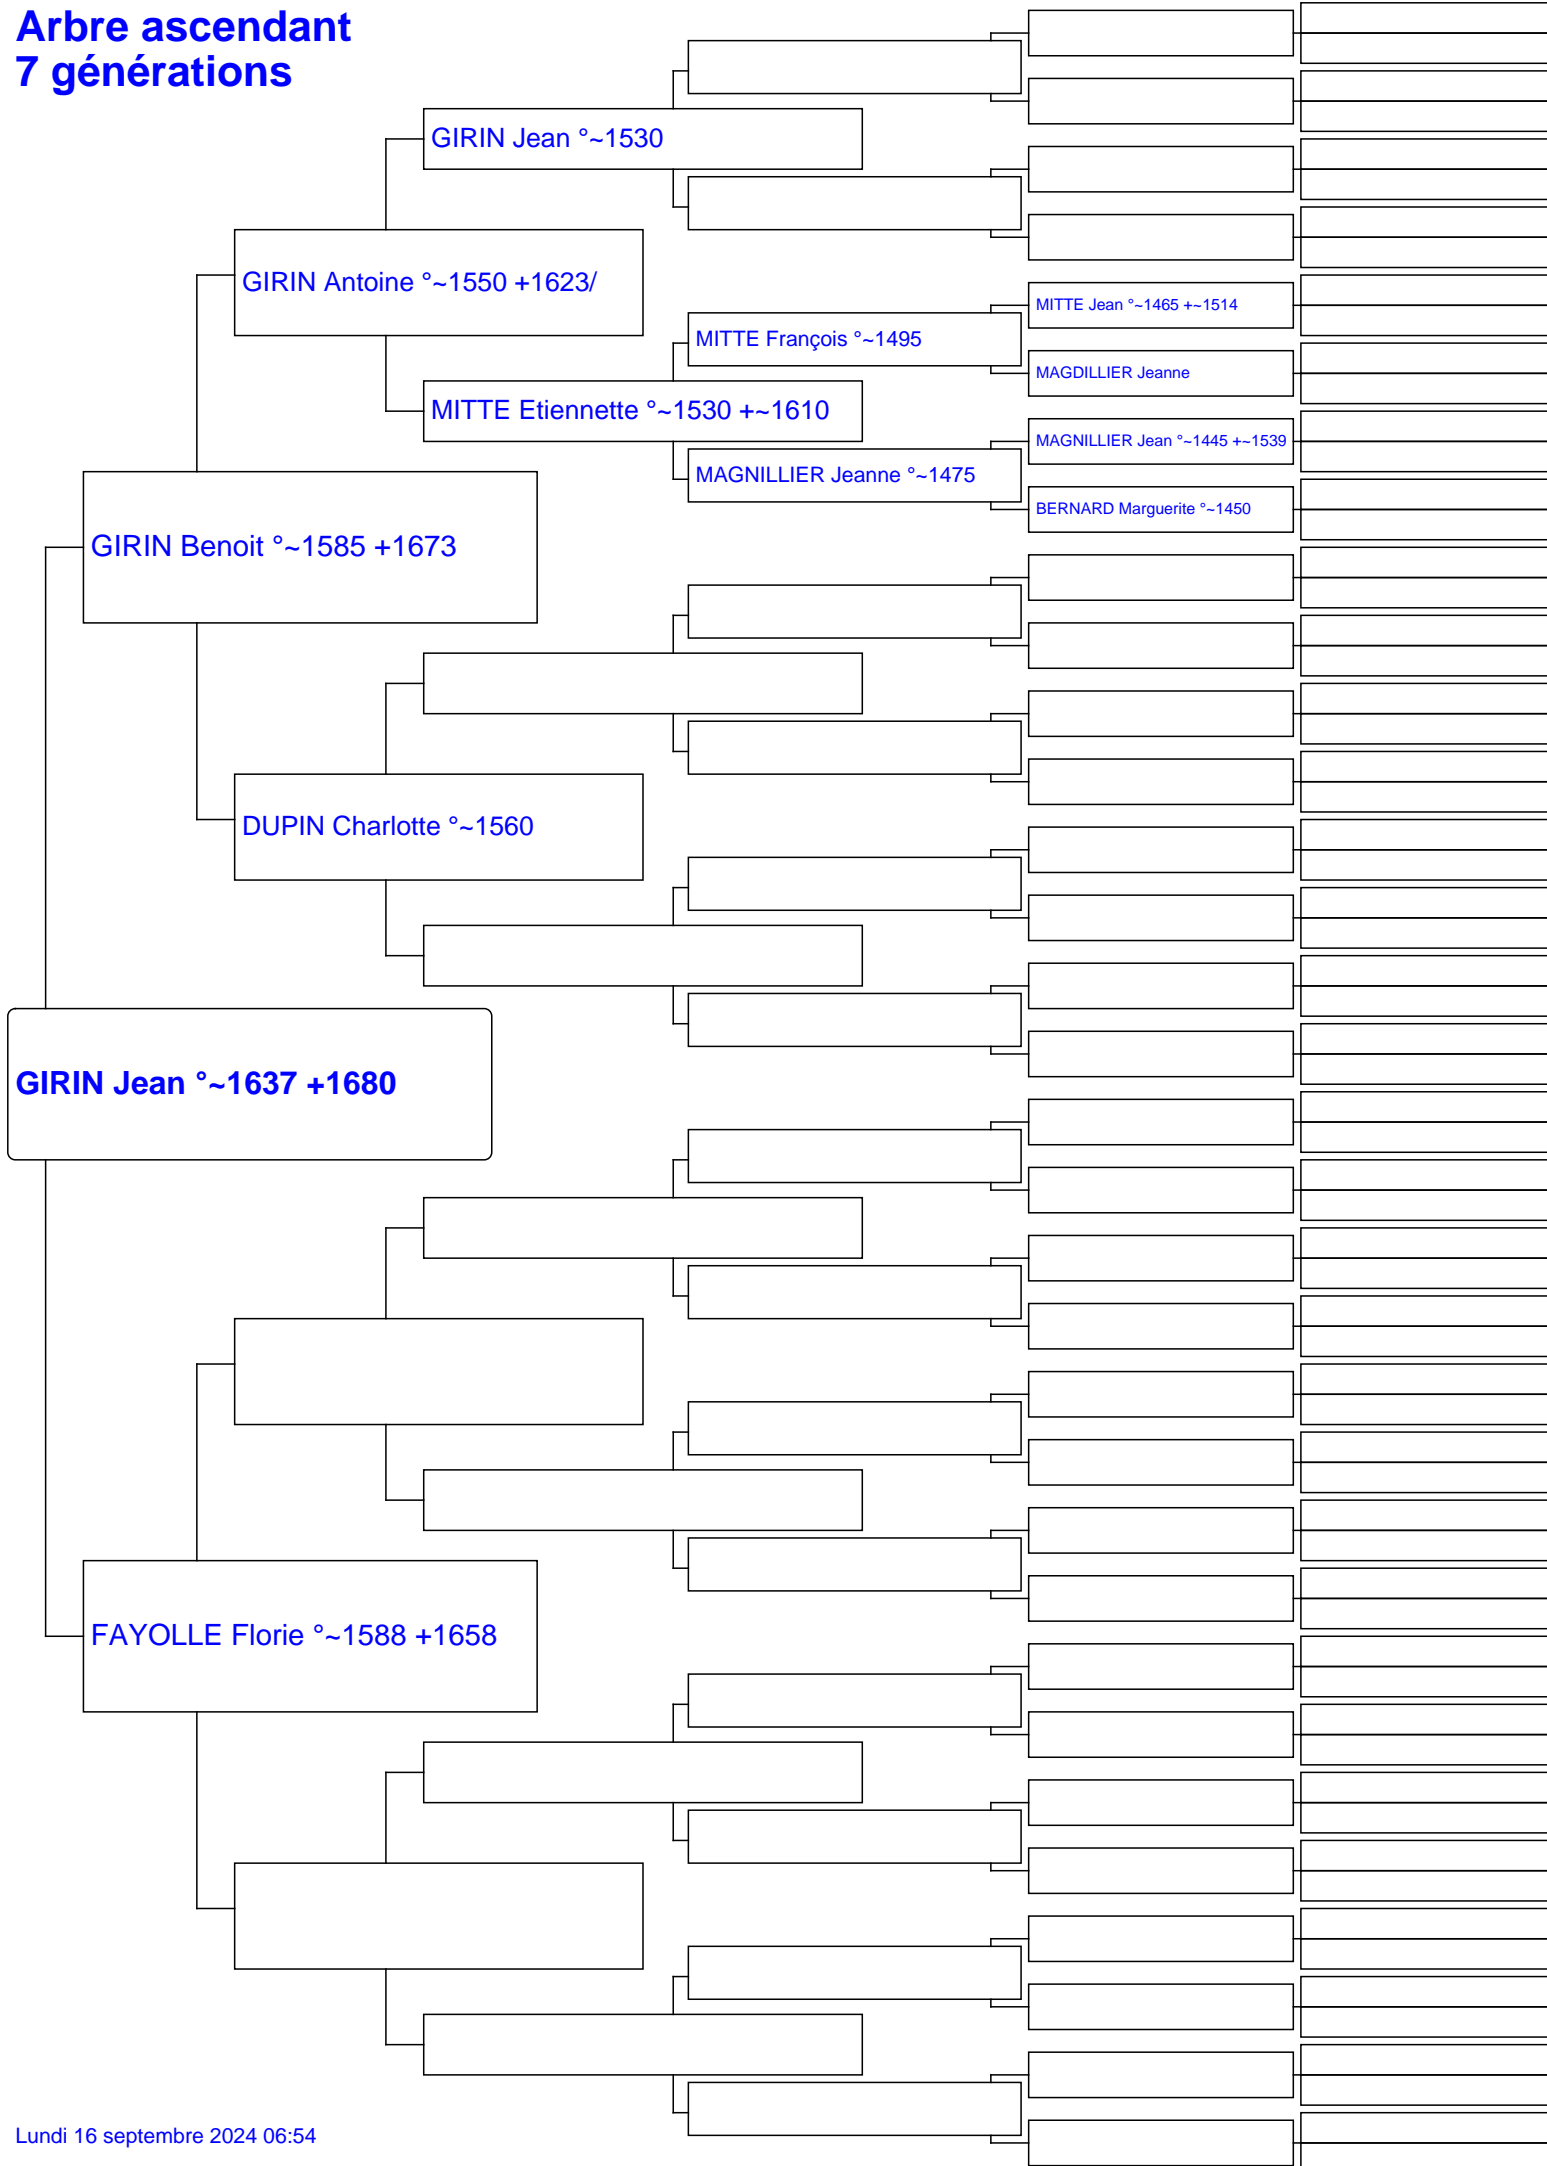 Arbre ascendant
7 générations
GIRIN Jean °~1530
GIRIN Antoine °~1550 +1623/
MITTE Jean °~1465 +~1514
MITTE François °~1495
MAGDILLIER Jeanne
MITTE Etiennette °~1530 +~1610
MAGNILLIER Jean °~1445 +~1539
MAGNILLIER Jeanne °~1475
BERNARD Marguerite °~1450
GIRIN Benoit °~1585 +1673
DUPIN Charlotte °~1560
GIRIN Jean °~1637 +1680
FAYOLLE Florie °~1588 +1658
Lundi 16 septembre 2024 06:54